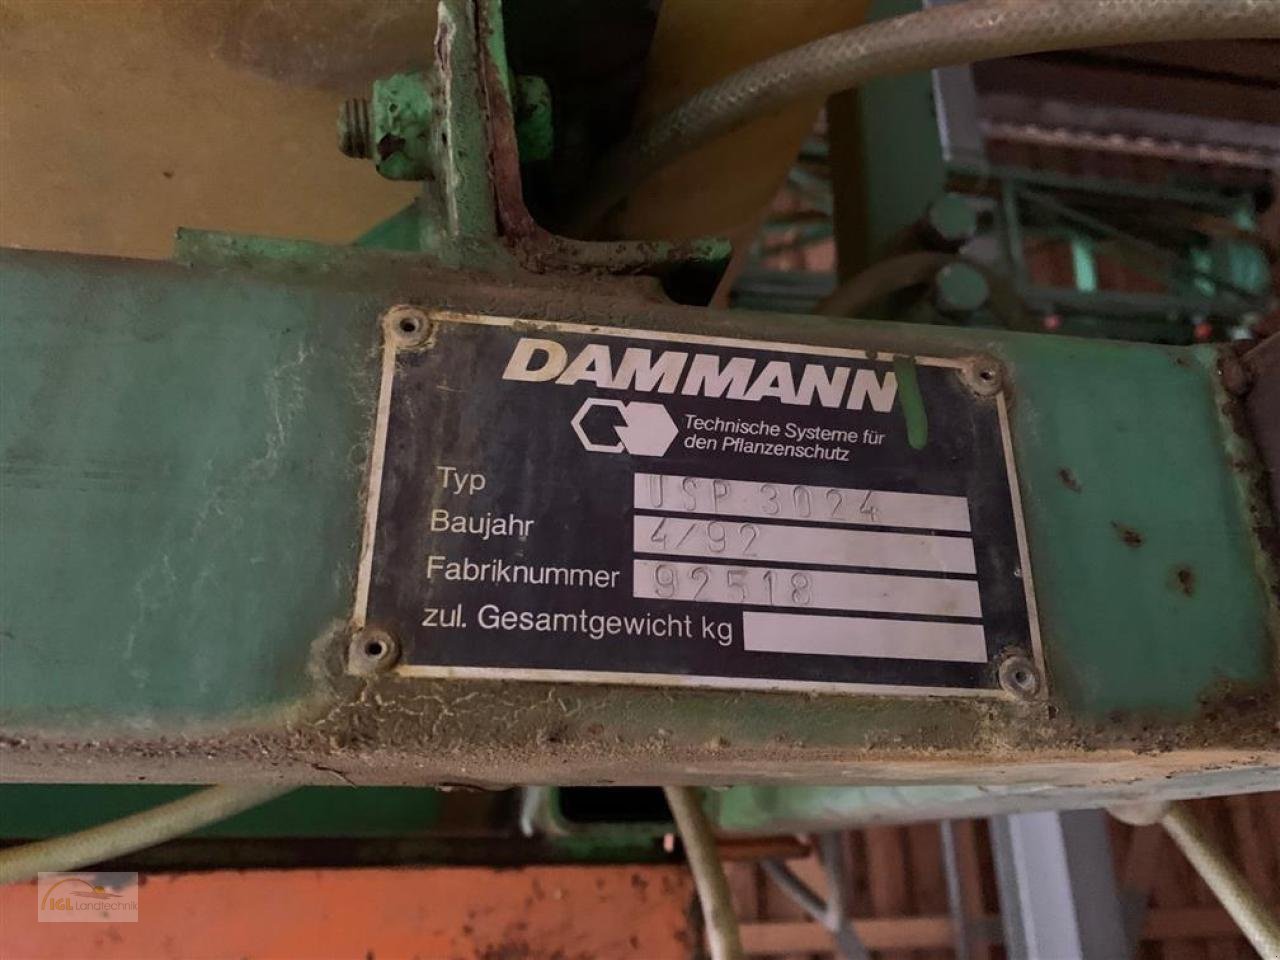 DAMMANN
Technische Systeme für
den Pflanzenschutz
Typ USP 3024
Baujahr 4/92
Fabriknummer 92518
zul. Gesamtgewicht kg
IGL Landtechnik